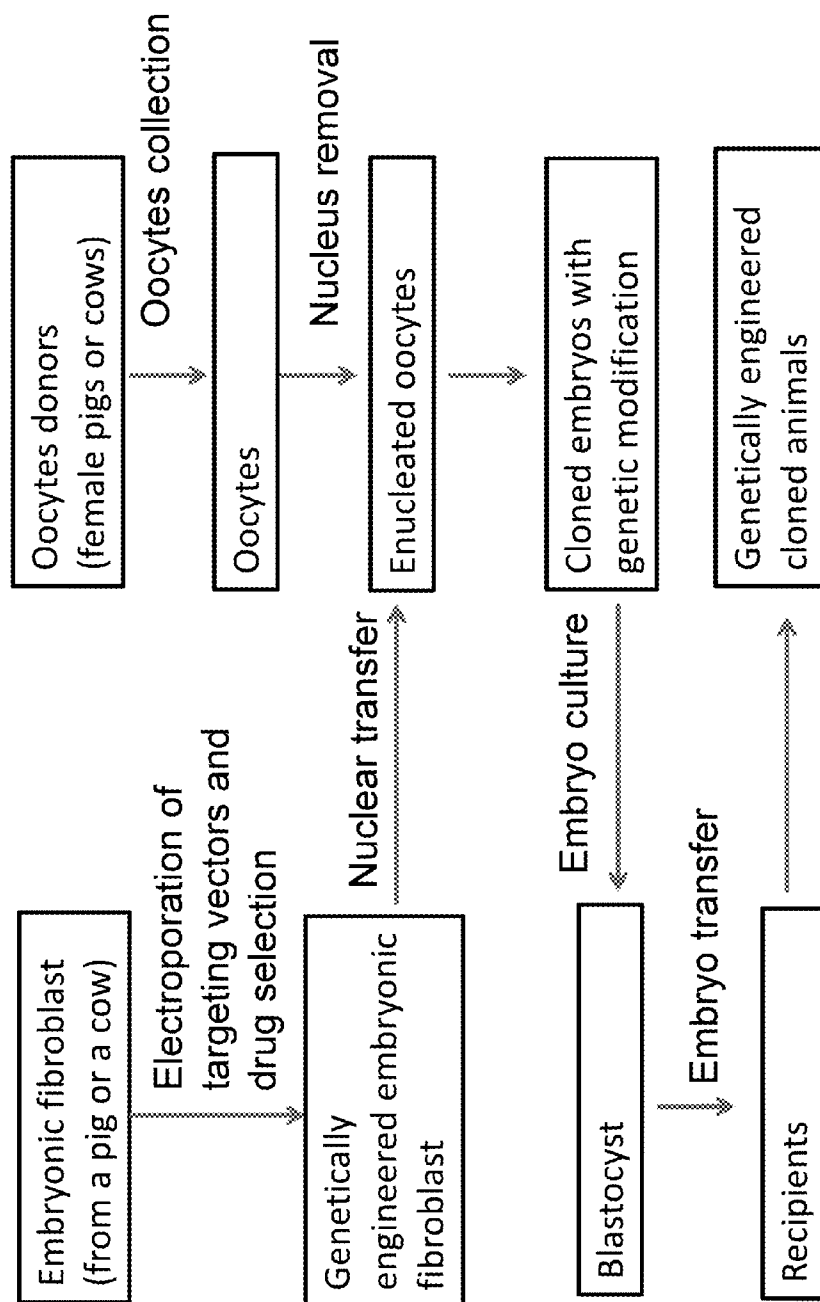 Embryonic fibroblast
(from a pig or a cow)
Electroporation of
targeting vectors and
drug selection
Genetically
engineered embryonic
fibroblast
Oocytes donors
(female pigs or cows)
Oocytes collection
Oocytes
Nucleus removal
Nuclear transfer
Enucleated oocytes
Cloned embryos with
genetic modification
Embryo culture
Blastocyst
Embryo transfer
Recipients
Genetically engineered
cloned animals